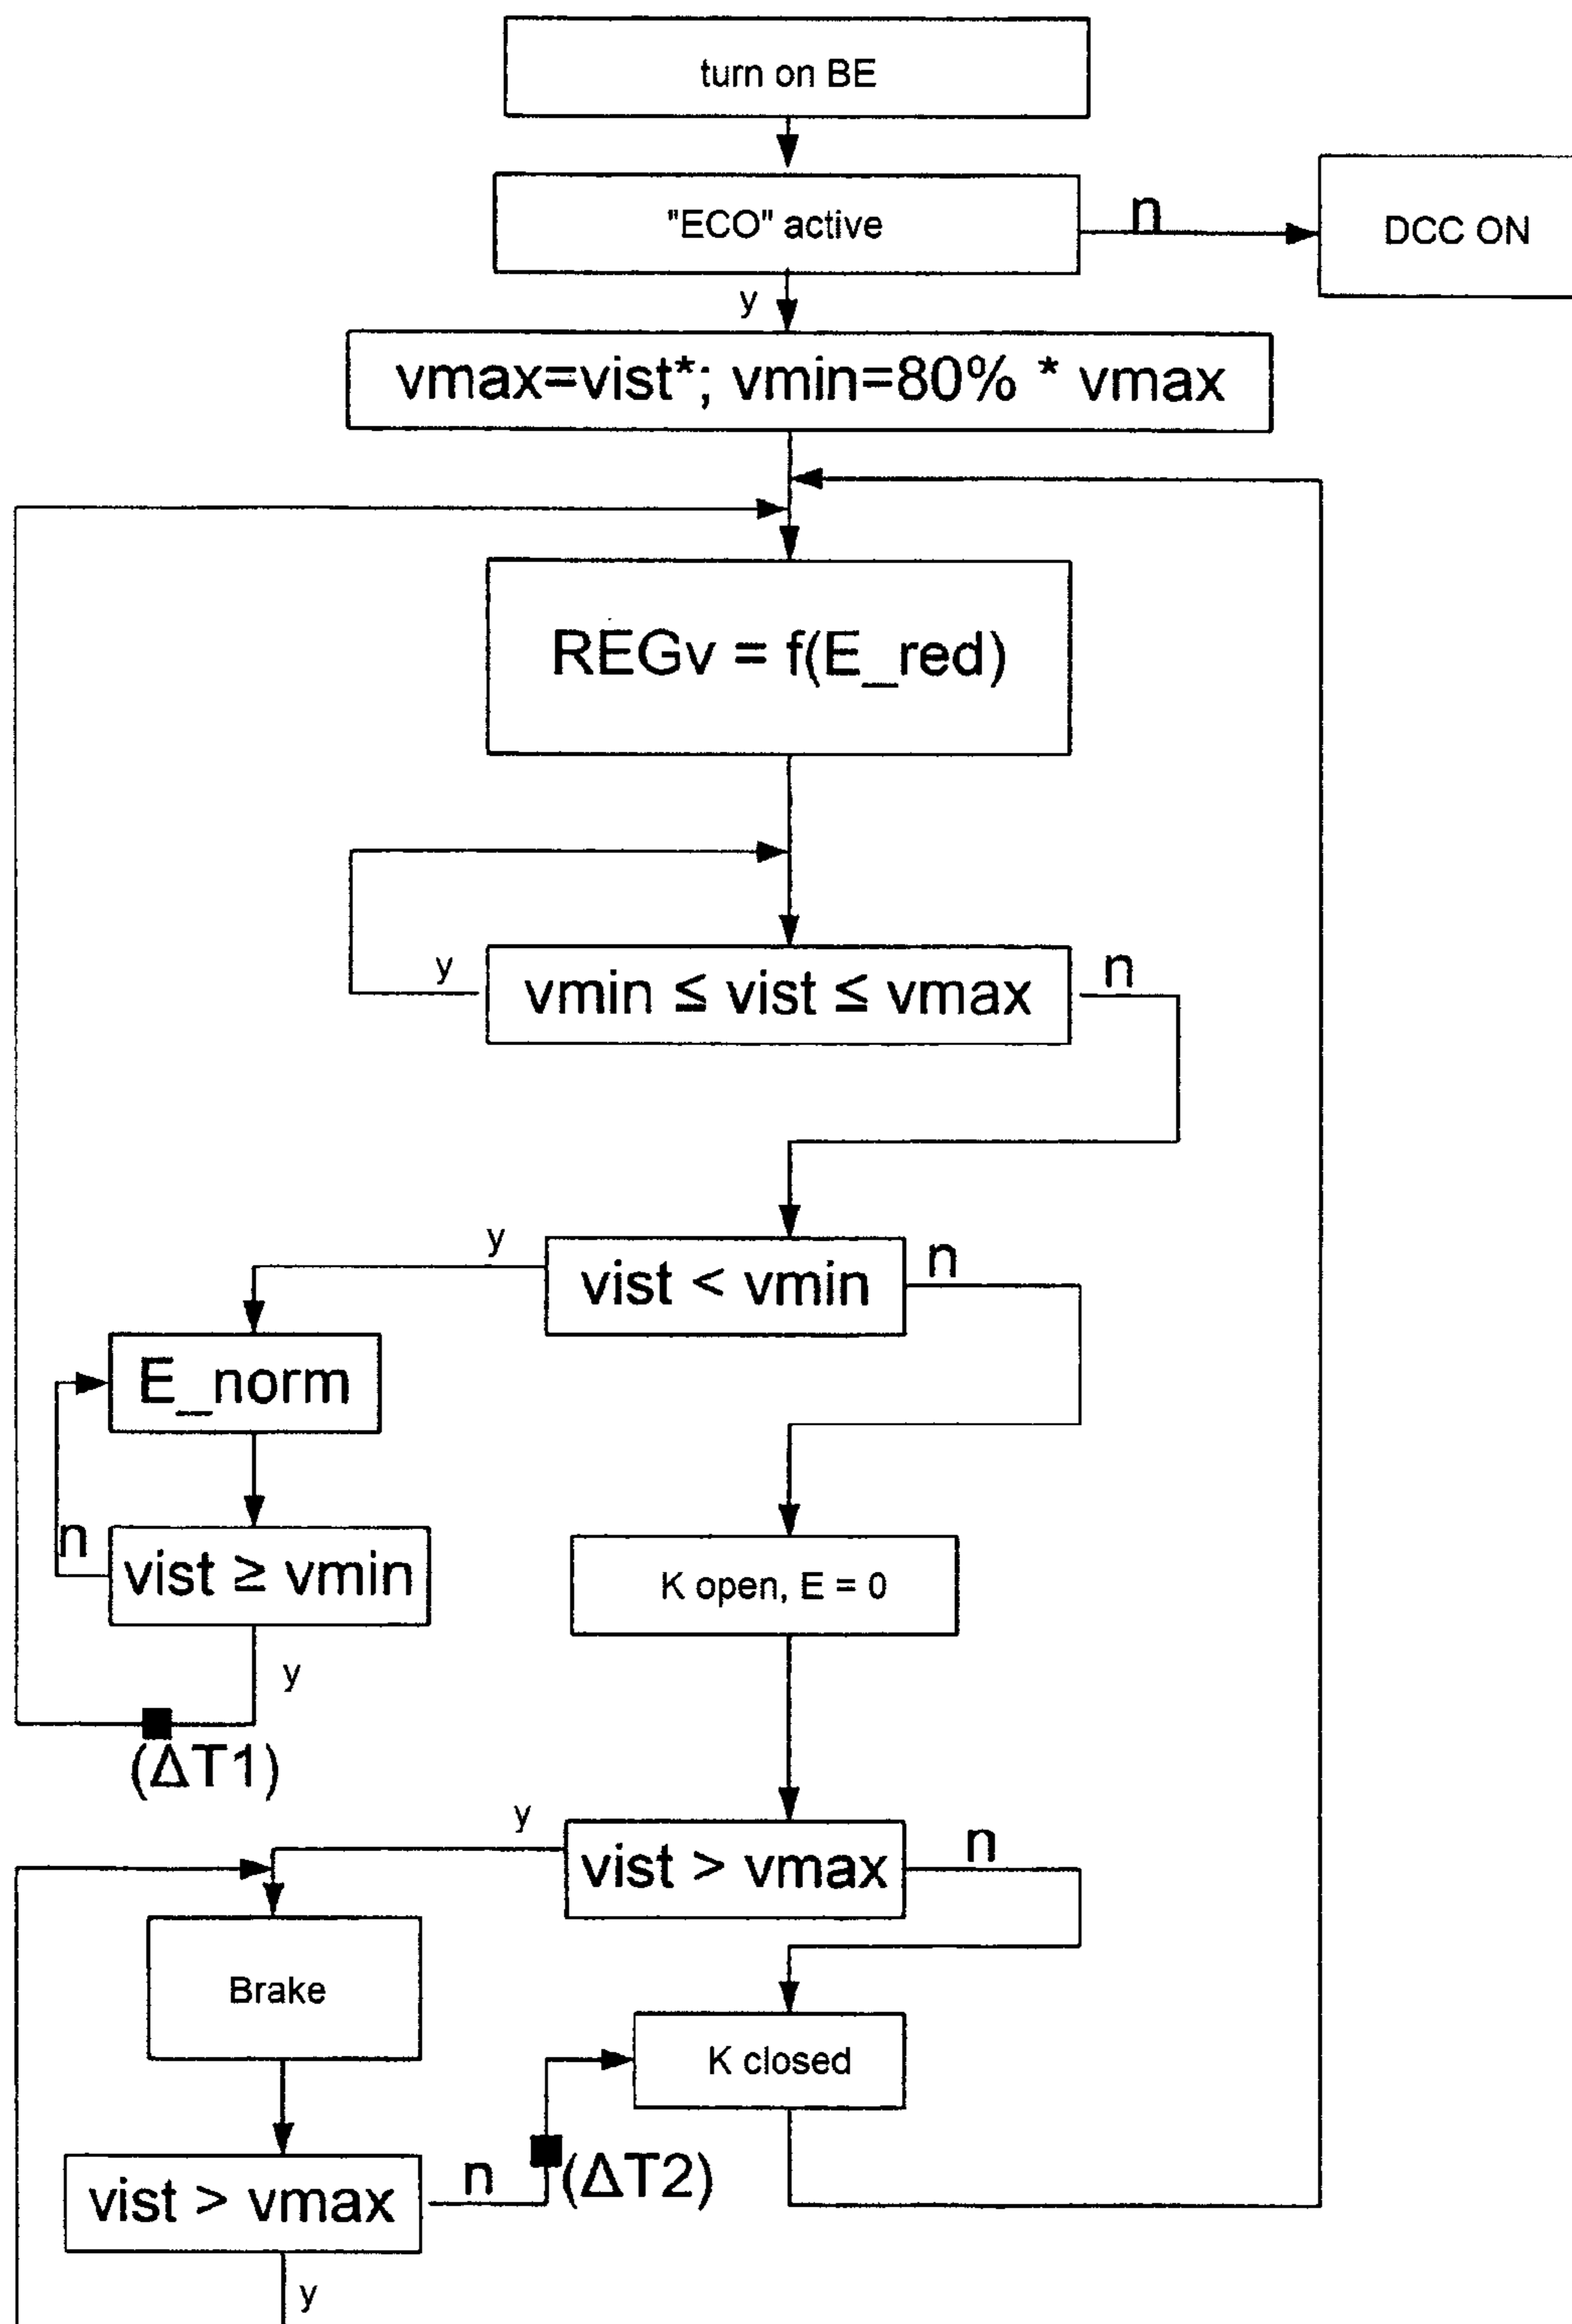 turn on BE
"ECO" active
n
DCC ON
y
vmax=vist*; vmin=80% * vmax
REGv = f(E_red)
y
vmin ≤ vist ≤ vmax
n
y
vist < vmin
n
E_norm
n
vist ≥ vmin
K open, E = 0
y
(ΔT1)
y
vist > vmax
n
Brake
K closed
vist > vmax
n
(ΔT2)
y